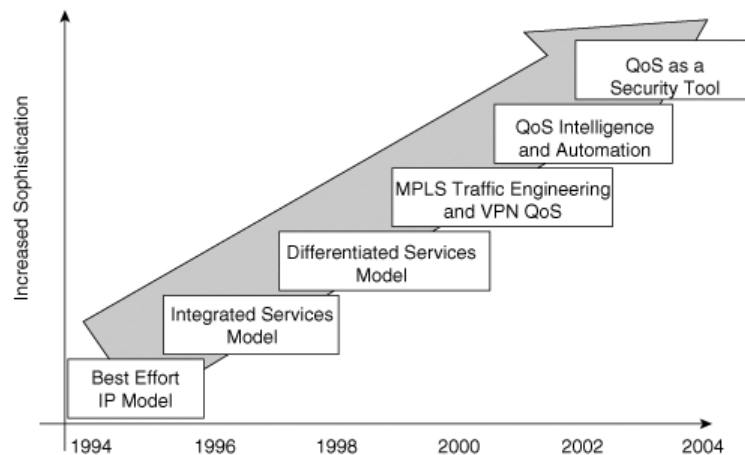 QoS as a
Security Tool
QoS Intelligence
and Automation
MPLS Traffic Engineering
and VPN QoS
Differentiated Services
Model
Integrated Services
Model
Best Effort
IP Model
Increased Sophistication
1994 1996 1998 2000 2002 2004